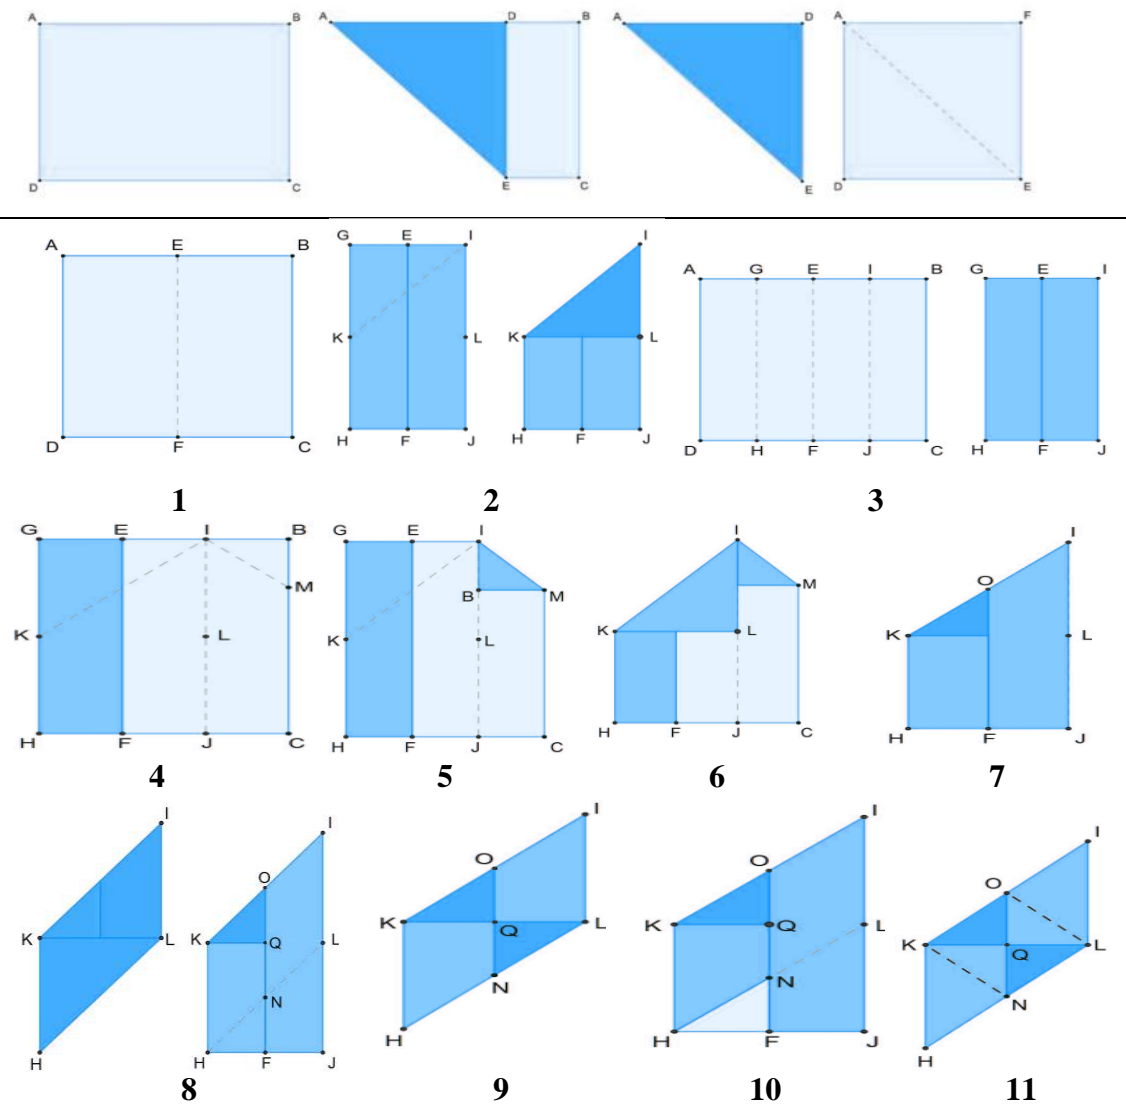 A B A D B A D A F
D C E C E D E
A E B G E I I A G E I B G E I
K L K L
D F C H F J H F J D H F J C H F J
1 2 3
G E I B G E I I I
M B M M O
K L K L K L K L
H F J C H F J C H F J C H F J
4 5 6 7
I I I I I
O O O O
K L K Q L K Q L K Q L K Q L
N N N N
H H F J H H F J H
8 9 10 11